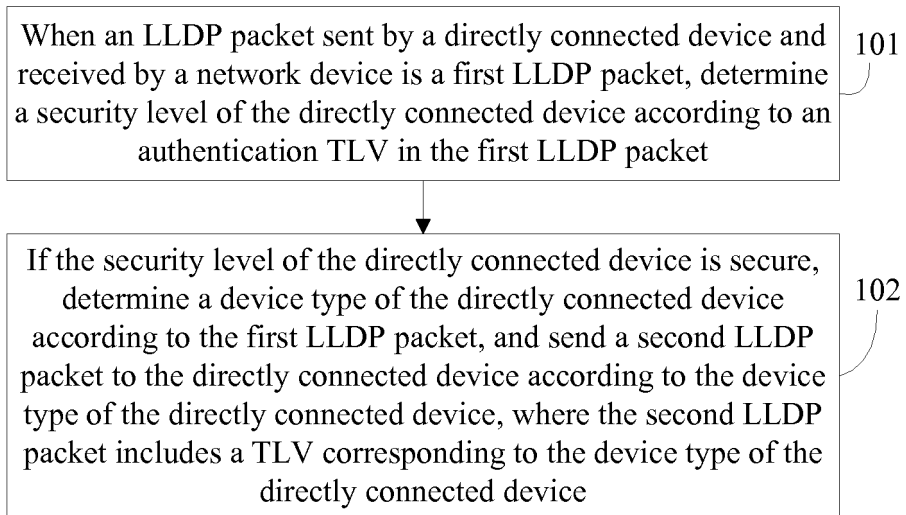 When an LLDP packet sent by a directly connected device and
received by a network device is a first LLDP packet, determine
a security level of the directly connected device according to an
authentication TLV in the first LLDP packet
101
If the security level of the directly connected device is secure,
determine a device type of the directly connected device
according to the first LLDP packet, and send a second LLDP
packet to the directly connected device according to the device
type of the directly connected device, where the second LLDP
packet includes a TLV corresponding to the device type of the
directly connected device
102